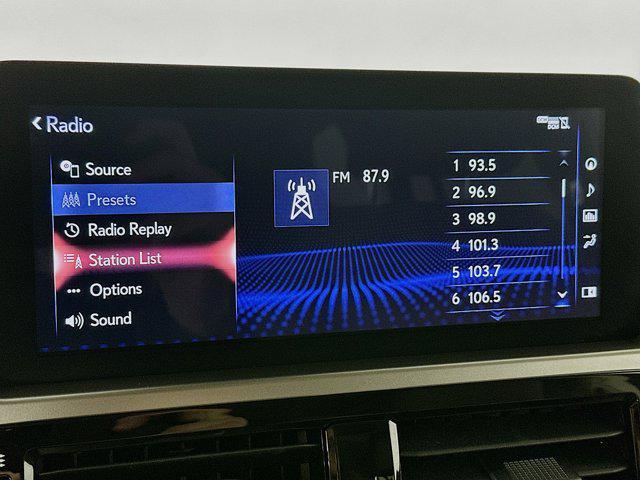 Radio
Source
Presets
Radio Replay
Station List
Options
Sound
FM 87.9
1 93.5
2 96.9
3 98.9
4 101.3
5 103.7
6 106.5
DCM